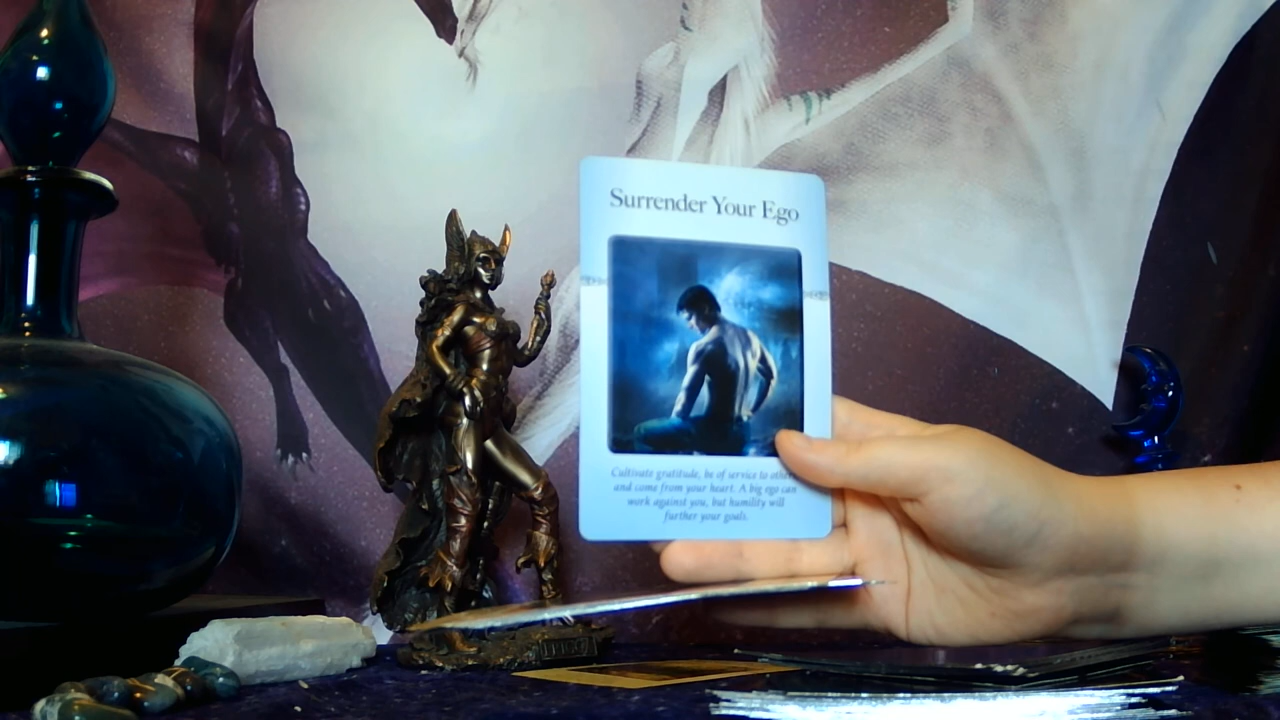 Surrender Your Ego
Cultivate gratitude, be of service to
and come from your heart. A big ego can
work against you, but humility will
further your goals.